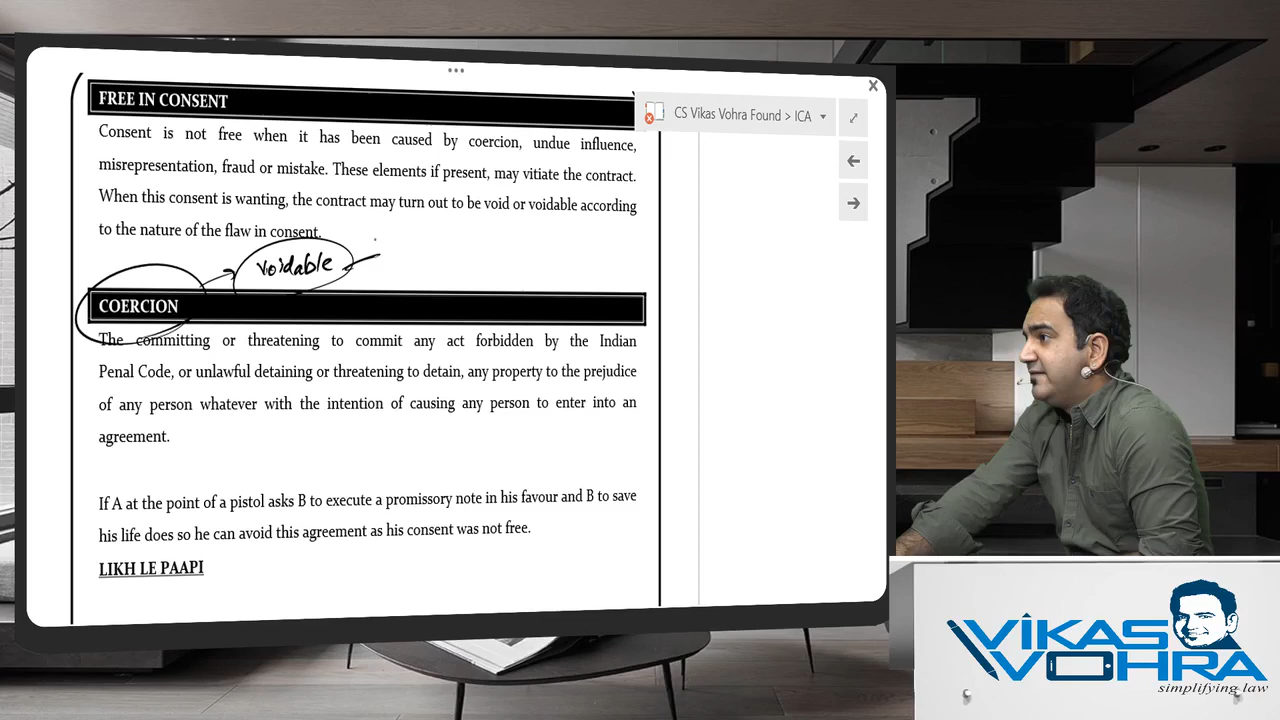 FREE IN CONSENT
CS Vikas Vohra Found > ICA
Consent is not free when it has been caused by coercion, undue influence,
misrepresentation, fraud or mistake. These elements if present, may vitiate the contract.
When this consent is wanting, the contract may turn out to be void or voidable according
to the nature of the flaw in consent.
voidable
COERCION
The committing or threatening to commit any act forbidden by the Indian
Penal Code, or unlawful detaining or threatening to detain, any property to the prejudice
of any person whatever with the intention of causing any person to enter into an
agreement.
If A at the point of a pistol asks B to execute a promissory note in his favour and B to save
his life does so he can avoid this agreement as his consent was not free.
LIKH LE PAAPI
VIKAS
VOHRA
simplifying law